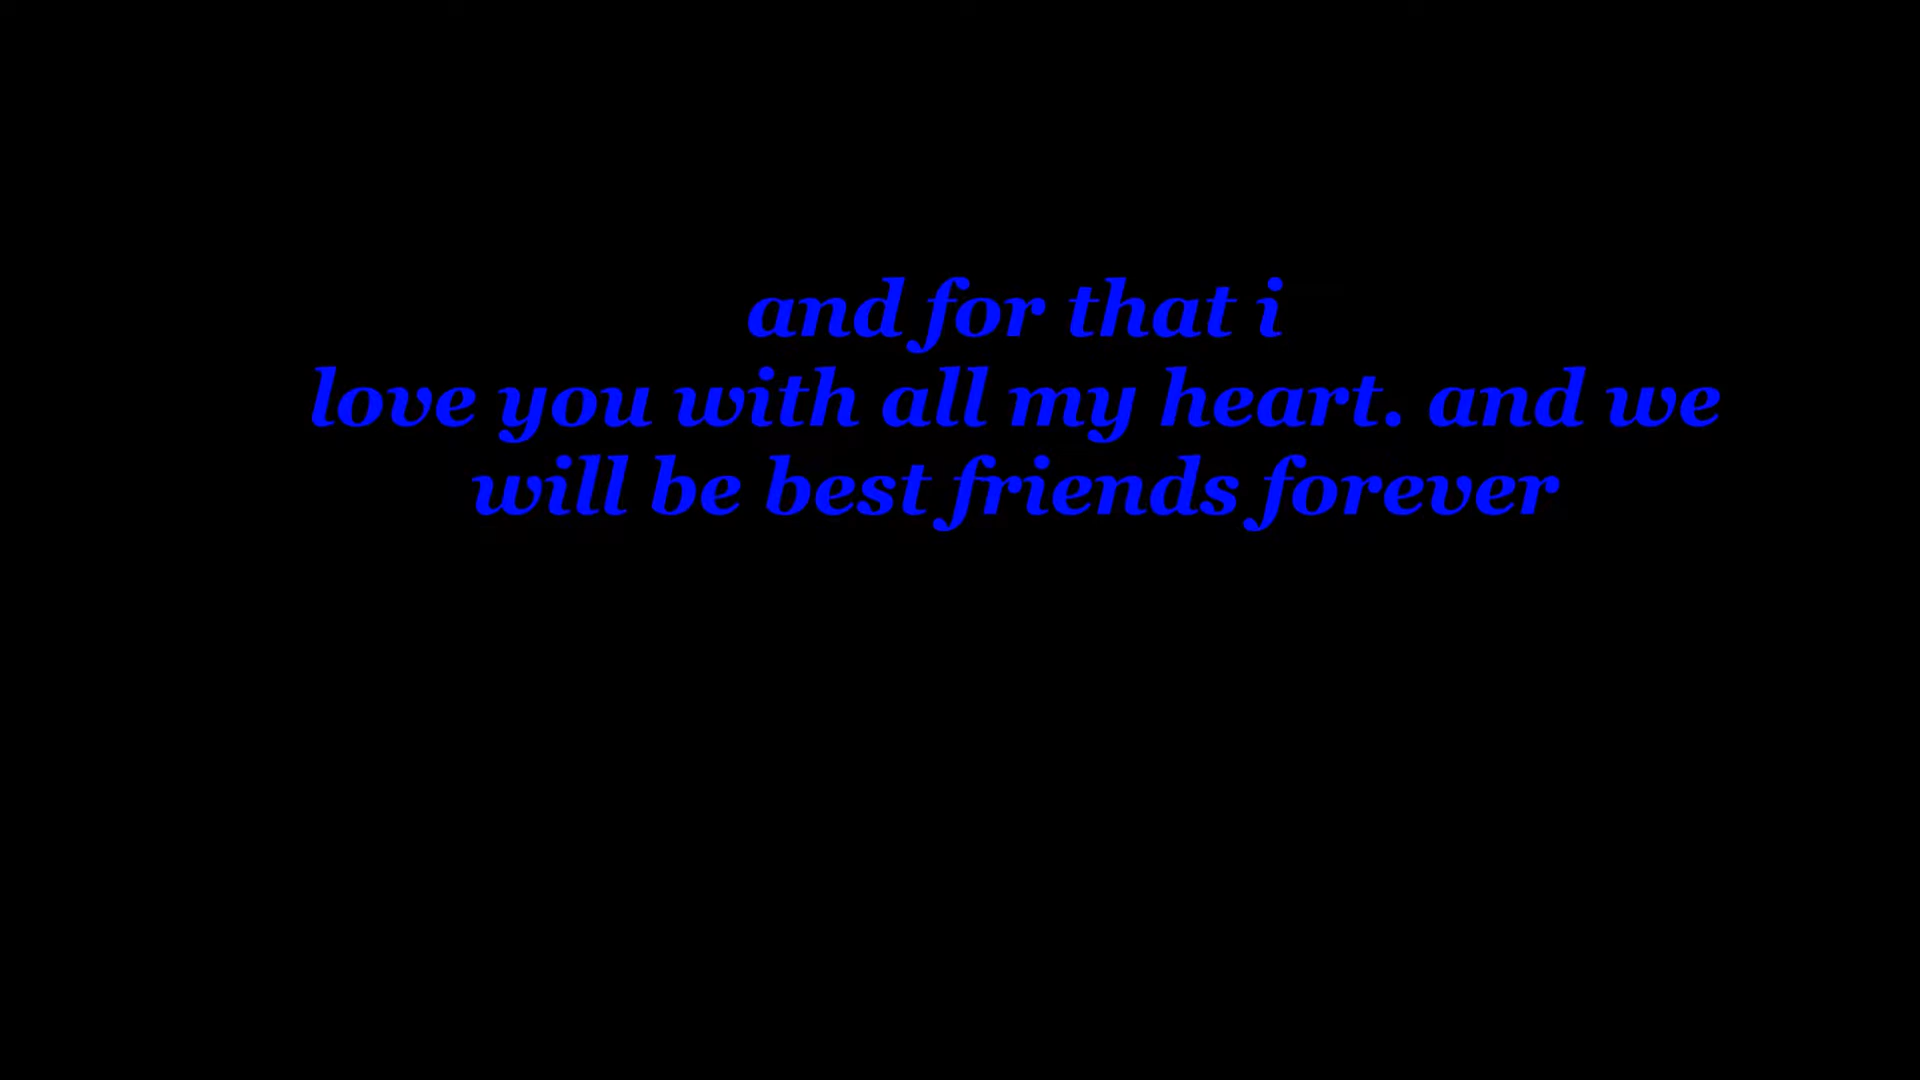 and for that i
love you with all my heart. and we
will be best friends forever